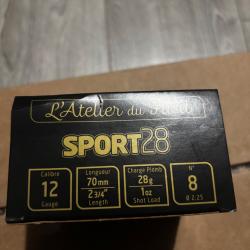 L'Atelier du
SPORT28
Calibre Longueur Charge Plomb N°
12 70mm 28g 8
2 3/4" 1oz
Gauge Length Shot Load Ø 2.25